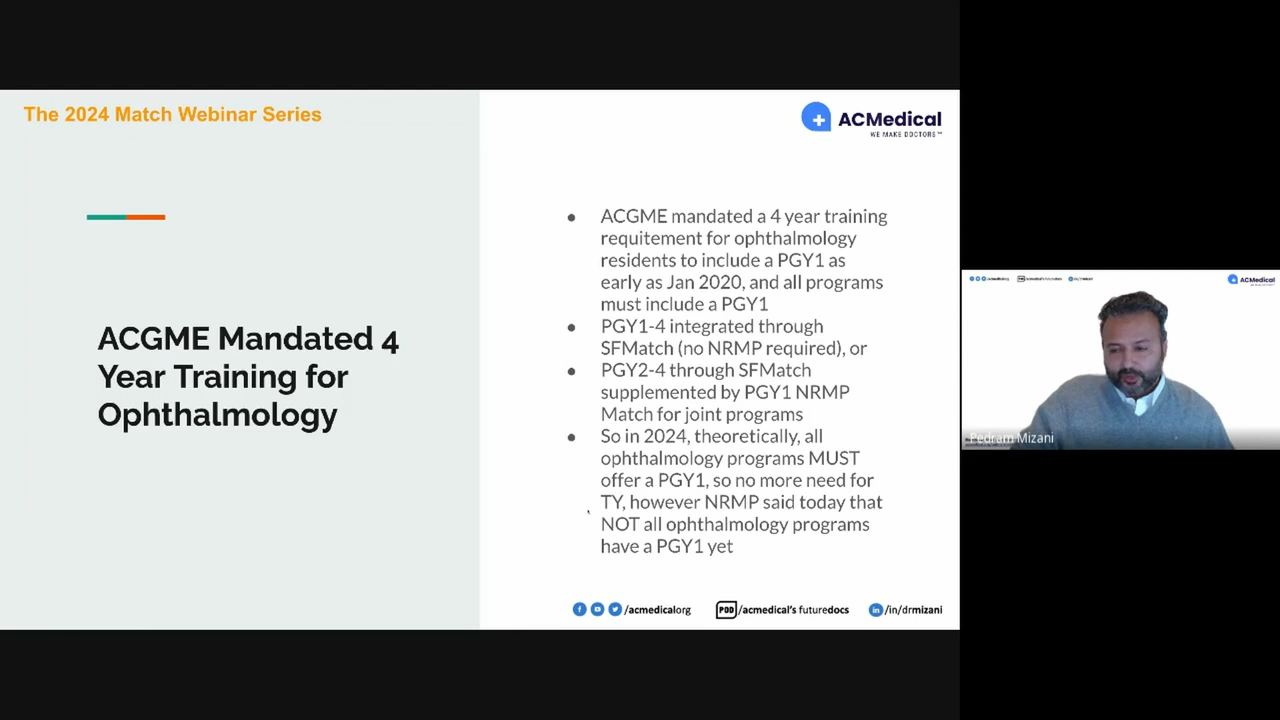 The 2024 Match Webinar Series
ACMedical
WE MAKE DOCTORS™
ACGME Mandated 4
Year Training for
Ophthalmology
ACGME mandated a 4 year training
requitement for ophthalmology
residents to include a PGY1 as
early as Jan 2020, and all programs
must include a PGY1
PGY1-4 integrated through
SFMatch (no NRMP required), or
PGY2-4 through SFMatch
supplemented by PGY1 NRMP
Match for joint programs
So in 2024, theoretically, all
ophthalmology programs MUST
offer a PGY1, so no more need for
TY, however NRMP said today that
NOT all ophthalmology programs
have a PGY1 yet
/acmedicalorg POD /acmedical's futuredocs in /in/drmizani
ACMedical
Pedram Mizani